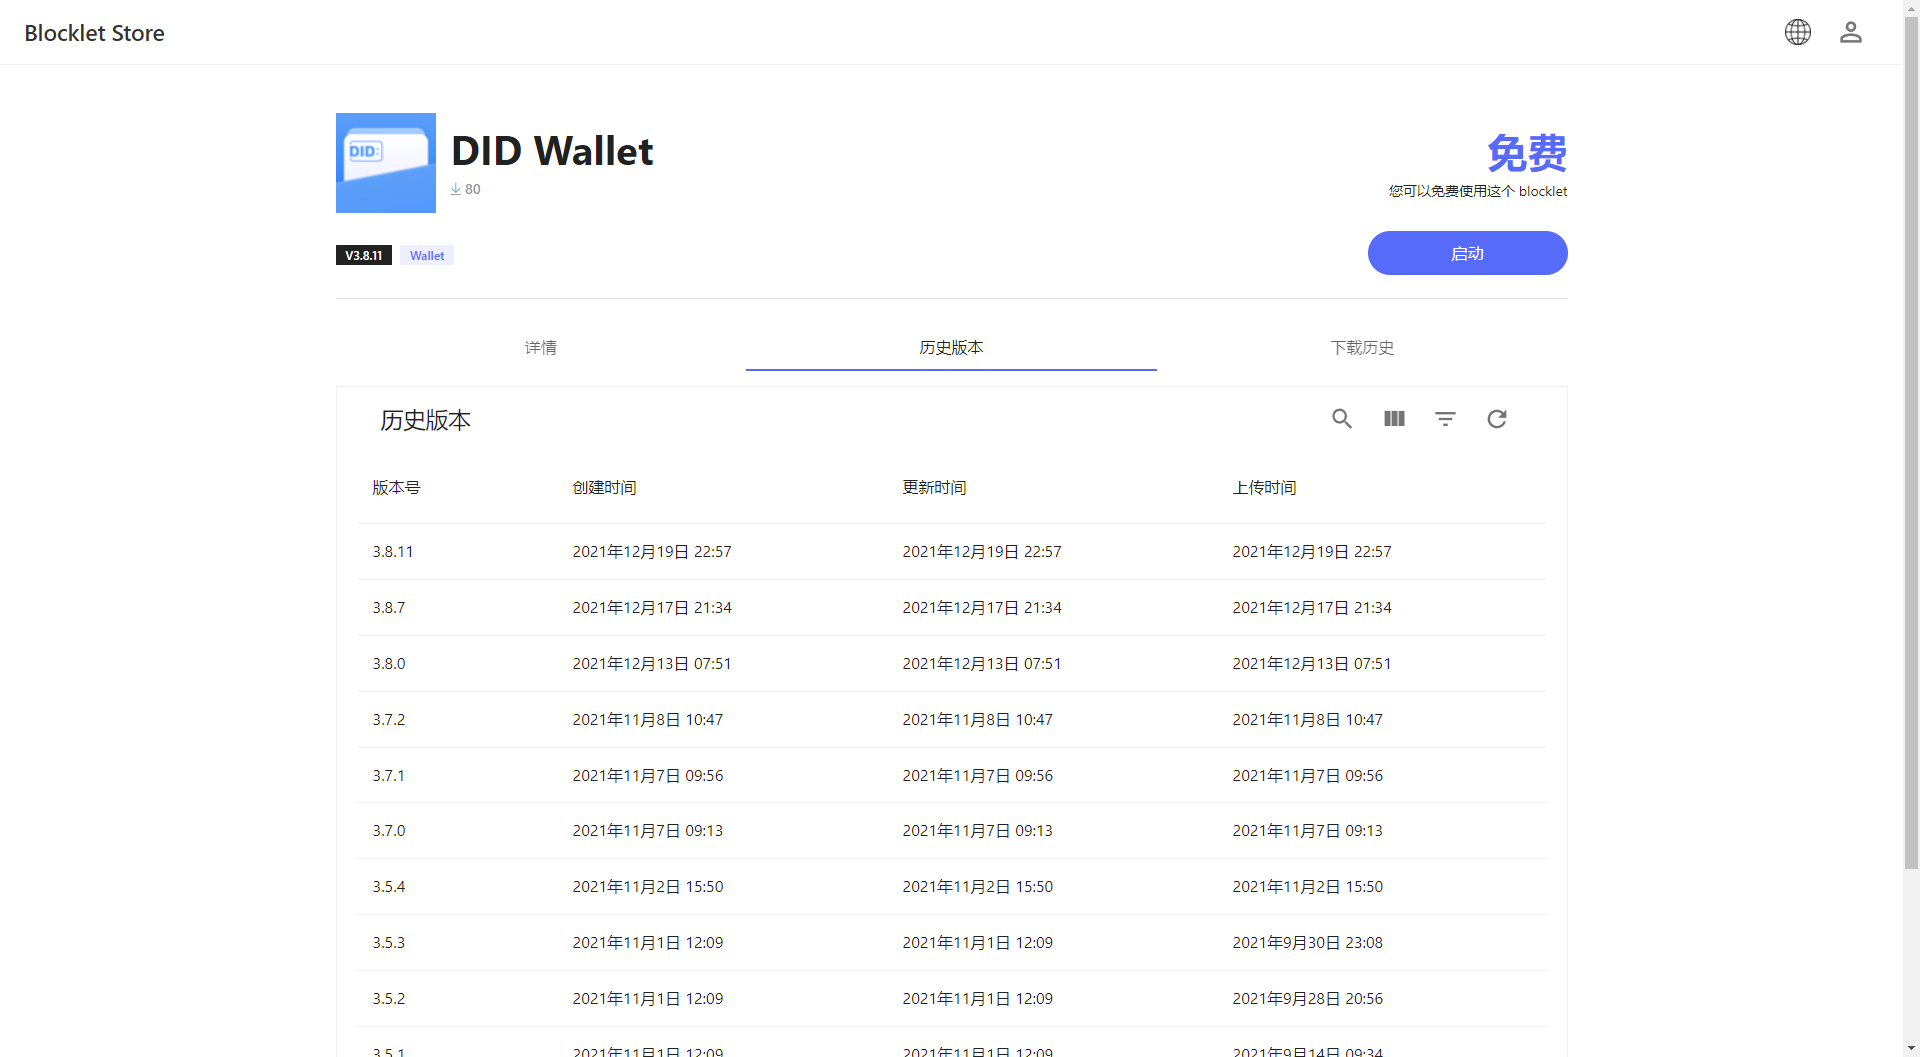 Blocklet Store
DID:
DID Wallet
80
免费
您可以免费使用这个 blocklet
V3.8.11 Wallet
启动
详情 历史版本 下载历史
历史版本
版本号 创建时间 更新时间 上传时间
3.8.11 2021年12月19日 22:57 2021年12月19日 22:57 2021年12月19日 22:57
3.8.7 2021年12月17日 21:34 2021年12月17日 21:34 2021年12月17日 21:34
3.8.0 2021年12月13日 07:51 2021年12月13日 07:51 2021年12月13日 07:51
3.7.2 2021年11月8日 10:47 2021年11月8日 10:47 2021年11月8日 10:47
3.7.1 2021年11月7日 09:56 2021年11月7日 09:56 2021年11月7日 09:56
3.7.0 2021年11月7日 09:13 2021年11月7日 09:13 2021年11月7日 09:13
3.5.4 2021年11月2日 15:50 2021年11月2日 15:50 2021年11月2日 15:50
3.5.3 2021年11月1日 12:09 2021年11月1日 12:09 2021年9月30日 23:08
3.5.2 2021年11月1日 12:09 2021年11月1日 12:09 2021年9月28日 20:56
3.5.1 2021年11月1日 12:09 2021年11月1日 12:09 2021年9月14日 09:34